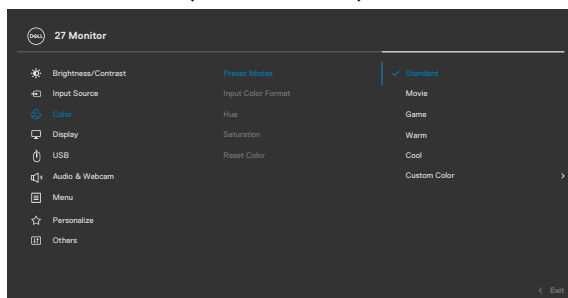 DELL 27 Monitor
Brightness/Contrast Preset Modes Standard
Input Source Input Color Format Movie
Color Hue Game
Display Saturation Warm
USB Reset Color Cool
Audio & Webcam Custom Color
Menu
Personalize
Others
Exit